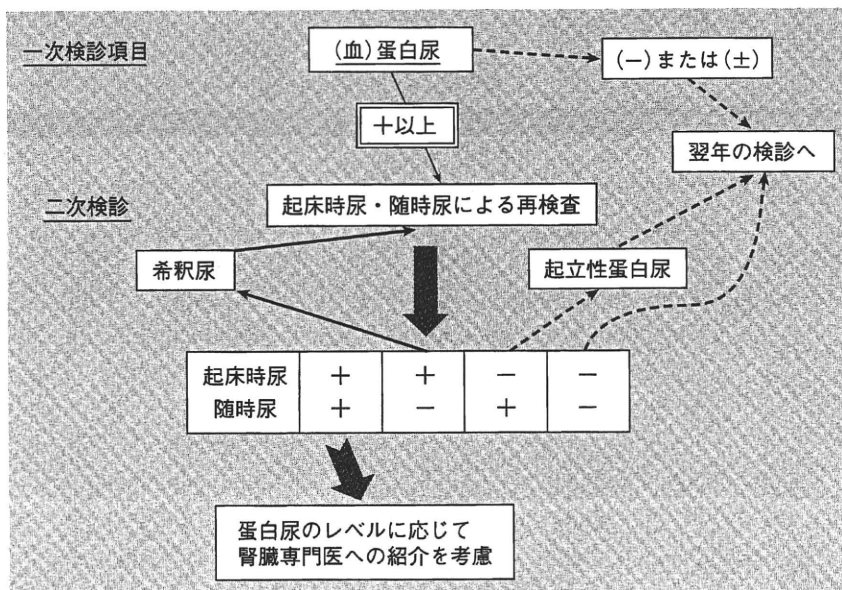 一次検診項目
(血)蛋白尿
(−)または(±)
+以上
翌年の検診へ
二次検診
起床時尿・随時尿による再検査
希釈尿
起立性蛋白尿
起床時尿 + + − −
随時尿 + − + −
蛋白尿のレベルに応じて
腎臓専門医への紹介を考慮